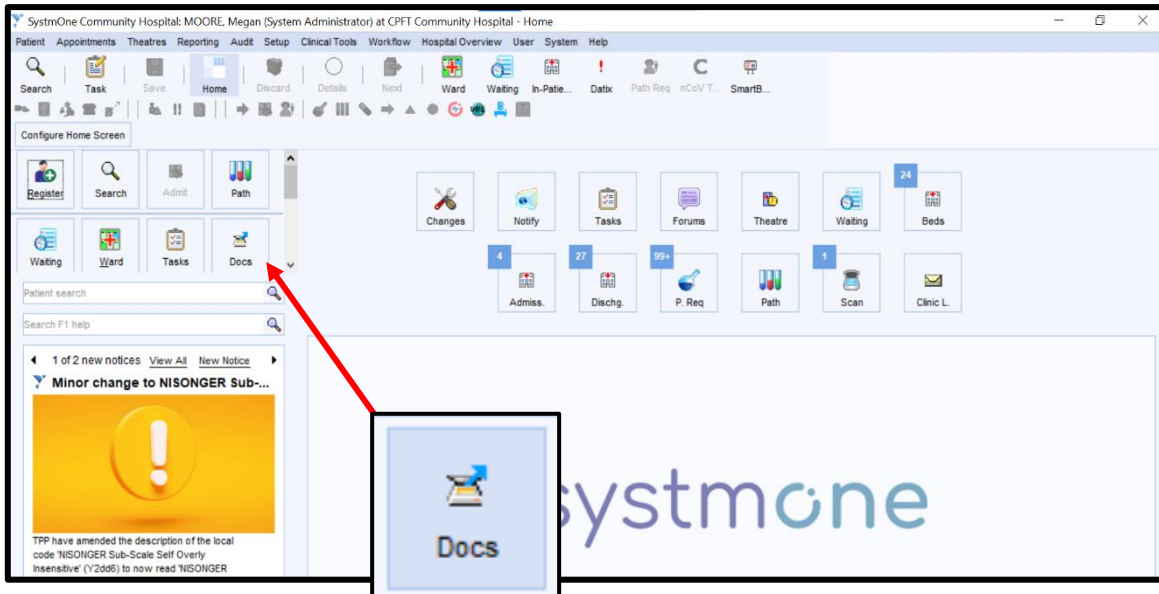 SystmOne Community Hospital: MOORE, Megan (System Administrator) at CPFT Community Hospital - Home
Patient Appointments Theatres Reporting Audit Setup Clinical Tools Workflow Hospital Overview User System Help
Search Task Save Home Discard Details Next Ward Waiting In-Patie... Datix Path Req nCoV T... SmartB...
Configure Home Screen
Register Search Admit Path
Waiting Ward Tasks Docs
Patient search
Search F1 help
1 of 2 new notices View All New Notice
Minor change to NISONGER Sub-...
TPP have amended the description of the local
code 'NISONGER Sub-Scale Self Overly
Insensitive' (Y2dd6) to now read 'NISONGER
24
Changes Notify Tasks Forums Theatre Waiting Beds
4 27 99+ 1
Admiss. Dischg. P. Req Path Scan Clinic L.
Docs
systmone